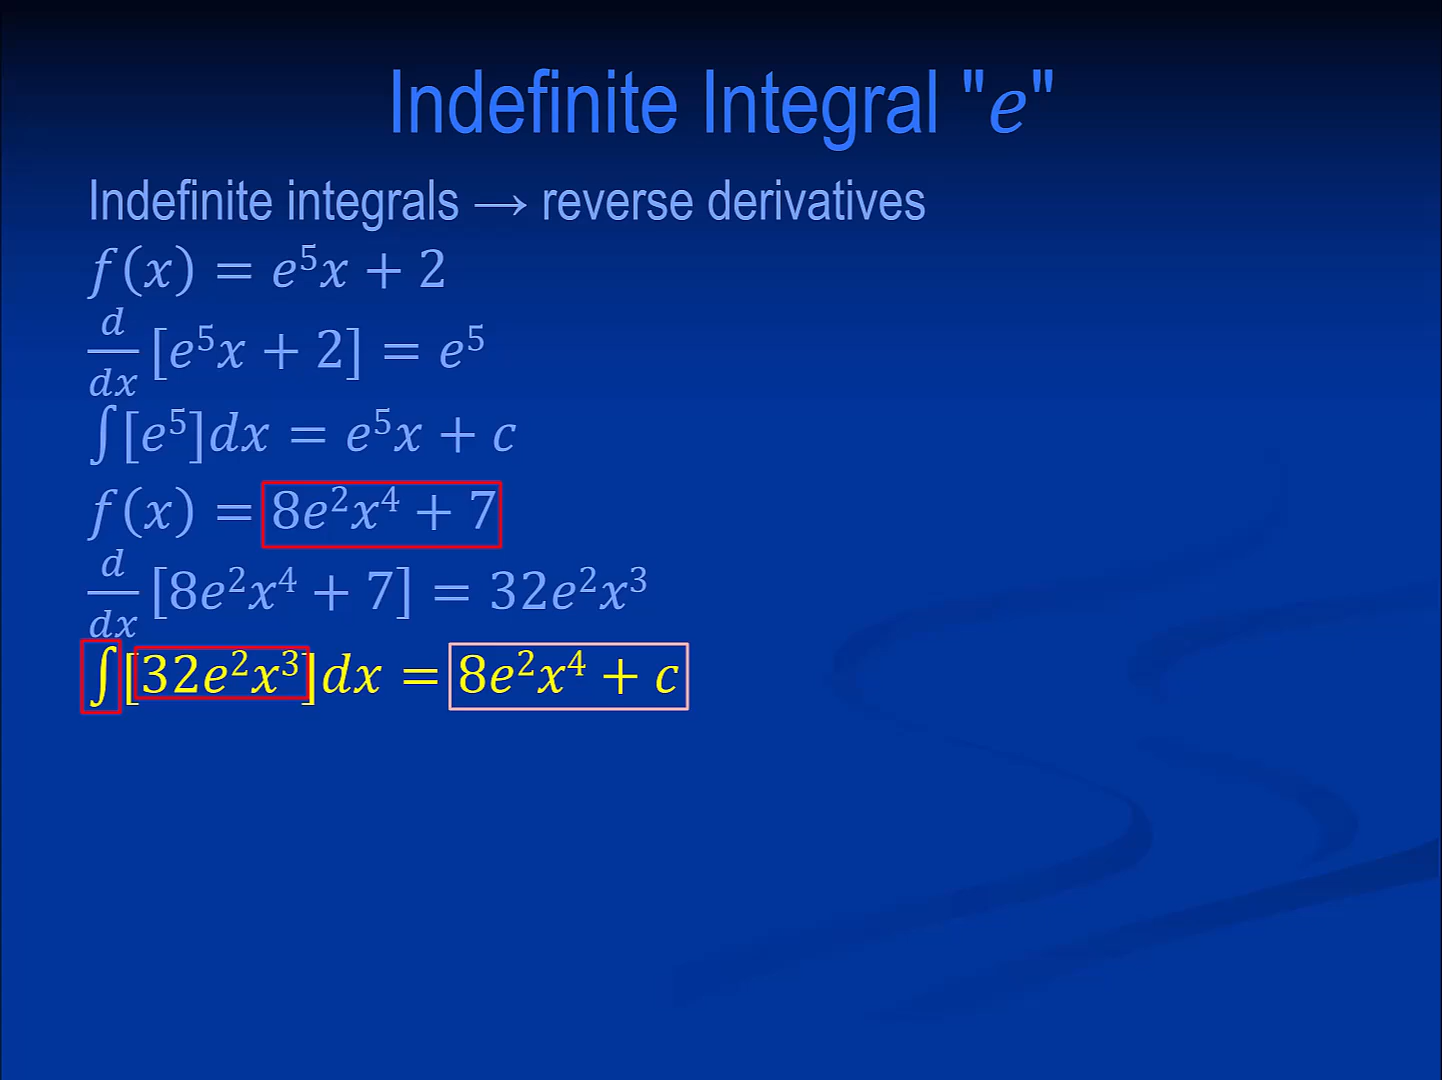 Indefinite Integral "e"
Indefinite integrals → reverse derivatives
f(x) = e⁵x + 2
d/dx [e⁵x + 2] = e⁵
∫[e⁵]dx = e⁵x + c
f(x) = 8e²x⁴ + 7
d/dx [8e²x⁴ + 7] = 32e²x³
∫[32e²x³]dx = 8e²x⁴ + c